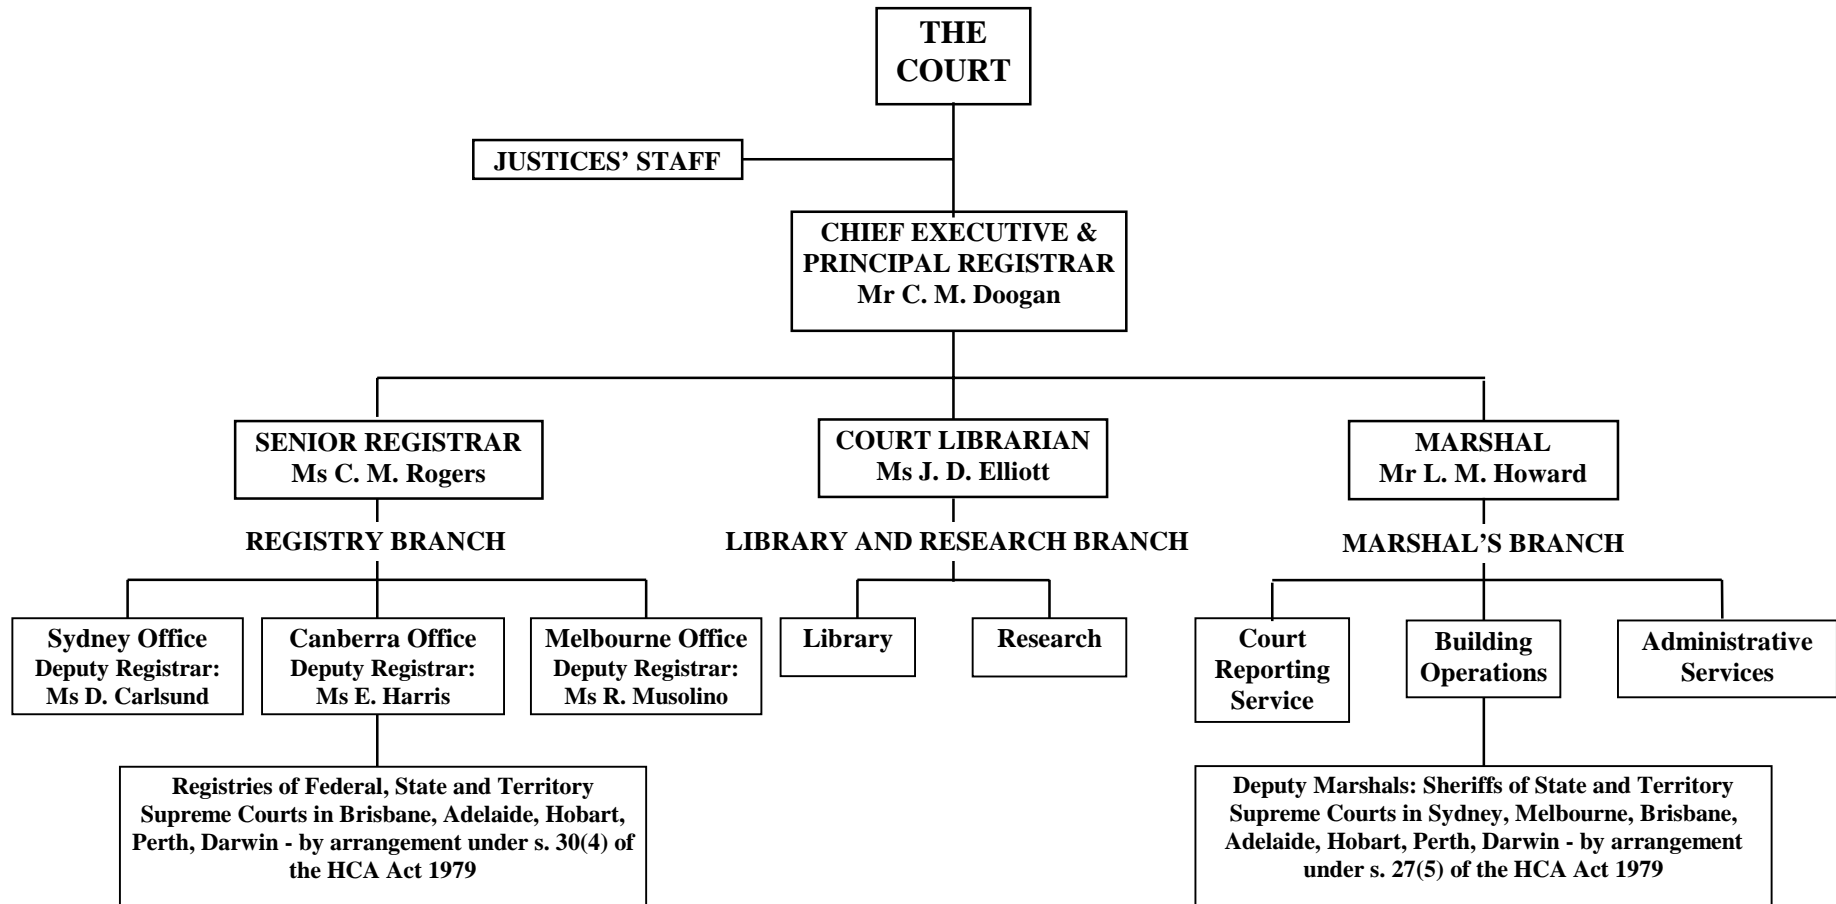 THE
COURT
JUSTICES’ STAFF
CHIEF EXECUTIVE &
PRINCIPAL REGISTRAR
Mr C. M. Doogan
SENIOR REGISTRAR
Ms C. M. Rogers
COURT LIBRARIAN
Ms J. D. Elliott
MARSHAL
Mr L. M. Howard
REGISTRY BRANCH
LIBRARY AND RESEARCH BRANCH
MARSHAL’S BRANCH
Sydney Office
Deputy Registrar:
Ms D. Carlsund
Canberra Office
Deputy Registrar:
Ms E. Harris
Melbourne Office
Deputy Registrar:
Ms R. Musolino
Library
Research
Court
Reporting
Service
Building
Operations
Administrative
Services
Registries of Federal, State and Territory
Supreme Courts in Brisbane, Adelaide, Hobart,
Perth, Darwin - by arrangement under s. 30(4) of
the HCA Act 1979
Deputy Marshals: Sheriffs of State and Territory
Supreme Courts in Sydney, Melbourne, Brisbane,
Adelaide, Hobart, Perth, Darwin - by arrangement
under s. 27(5) of the HCA Act 1979